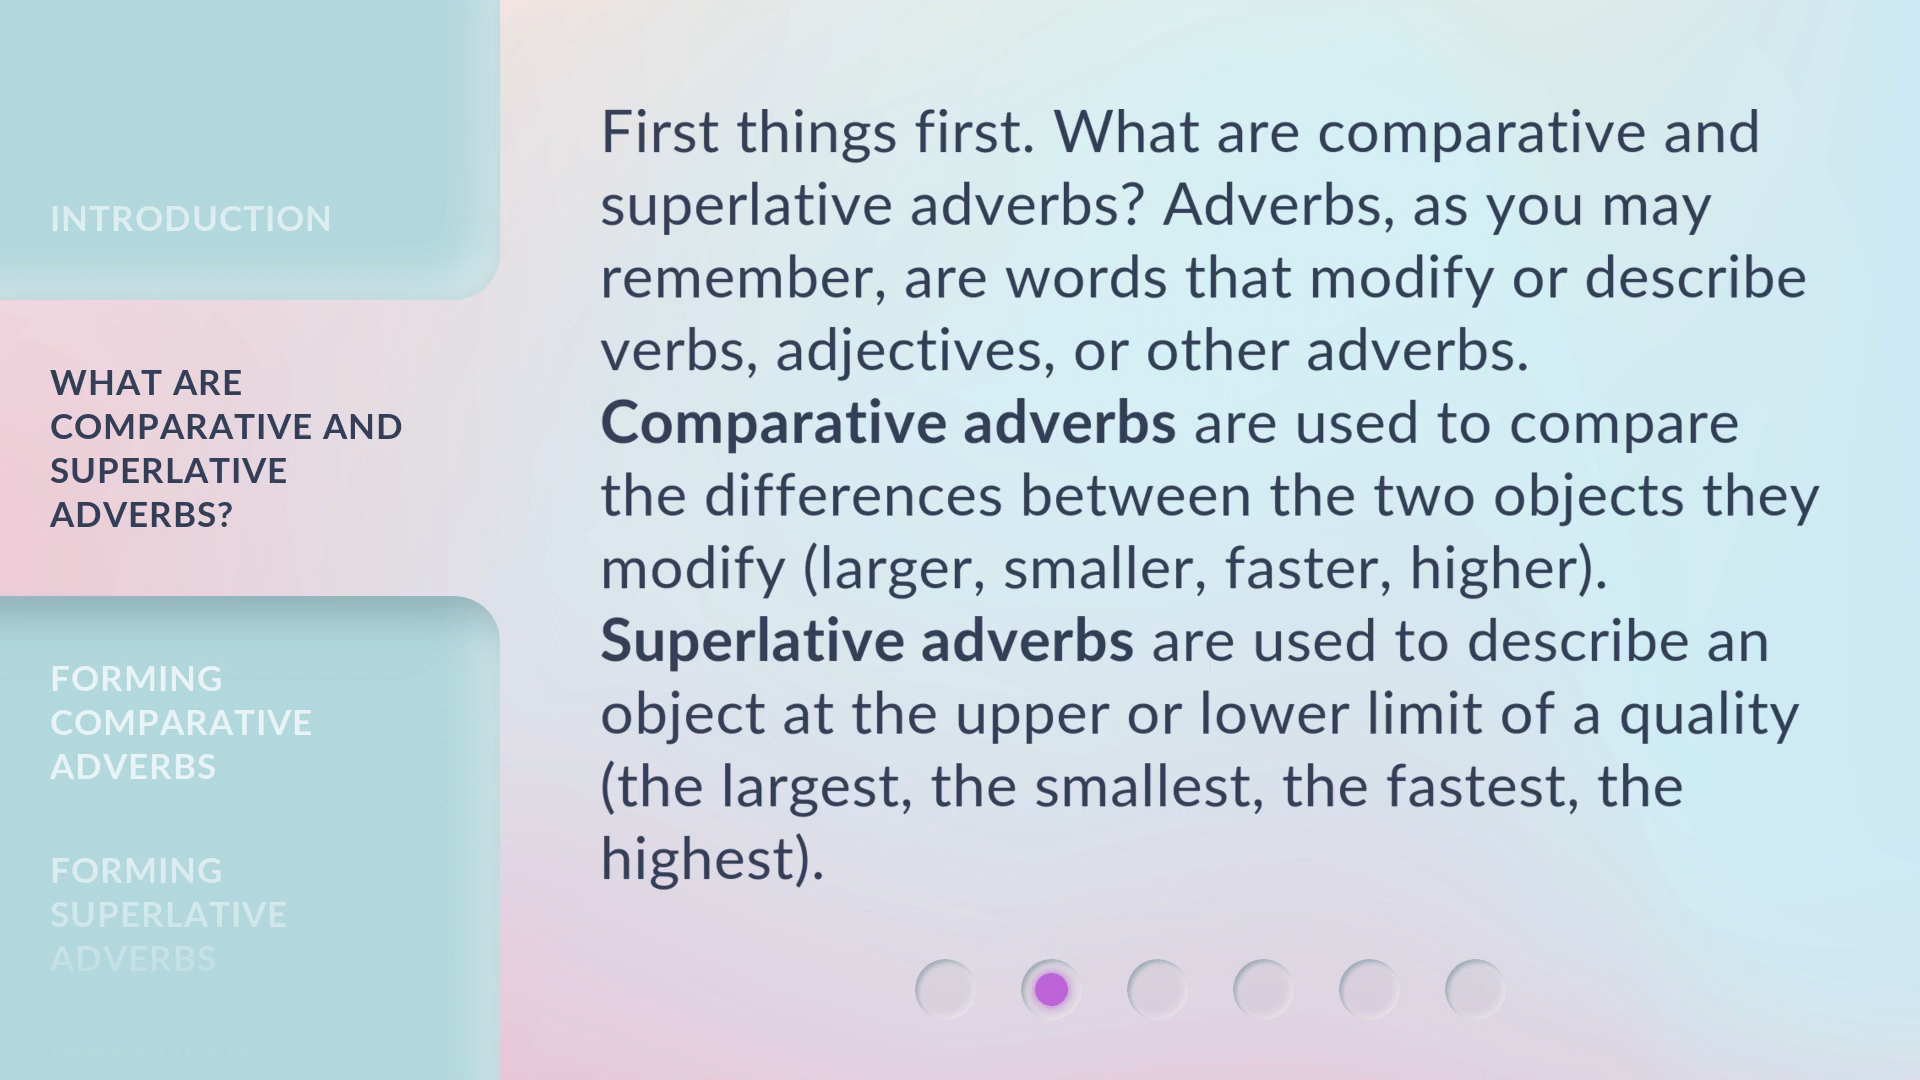 INTRODUCTION
WHAT ARE
COMPARATIVE AND
SUPERLATIVE
ADVERBS?
FORMING
COMPARATIVE
ADVERBS
FORMING
SUPERLATIVE
ADVERBS
First things first. What are comparative and
superlative adverbs? Adverbs, as you may
remember, are words that modify or describe
verbs, adjectives, or other adverbs.
Comparative adverbs are used to compare
the differences between the two objects they
modify (larger, smaller, faster, higher).
Superlative adverbs are used to describe an
object at the upper or lower limit of a quality
(the largest, the smallest, the fastest, the
highest).